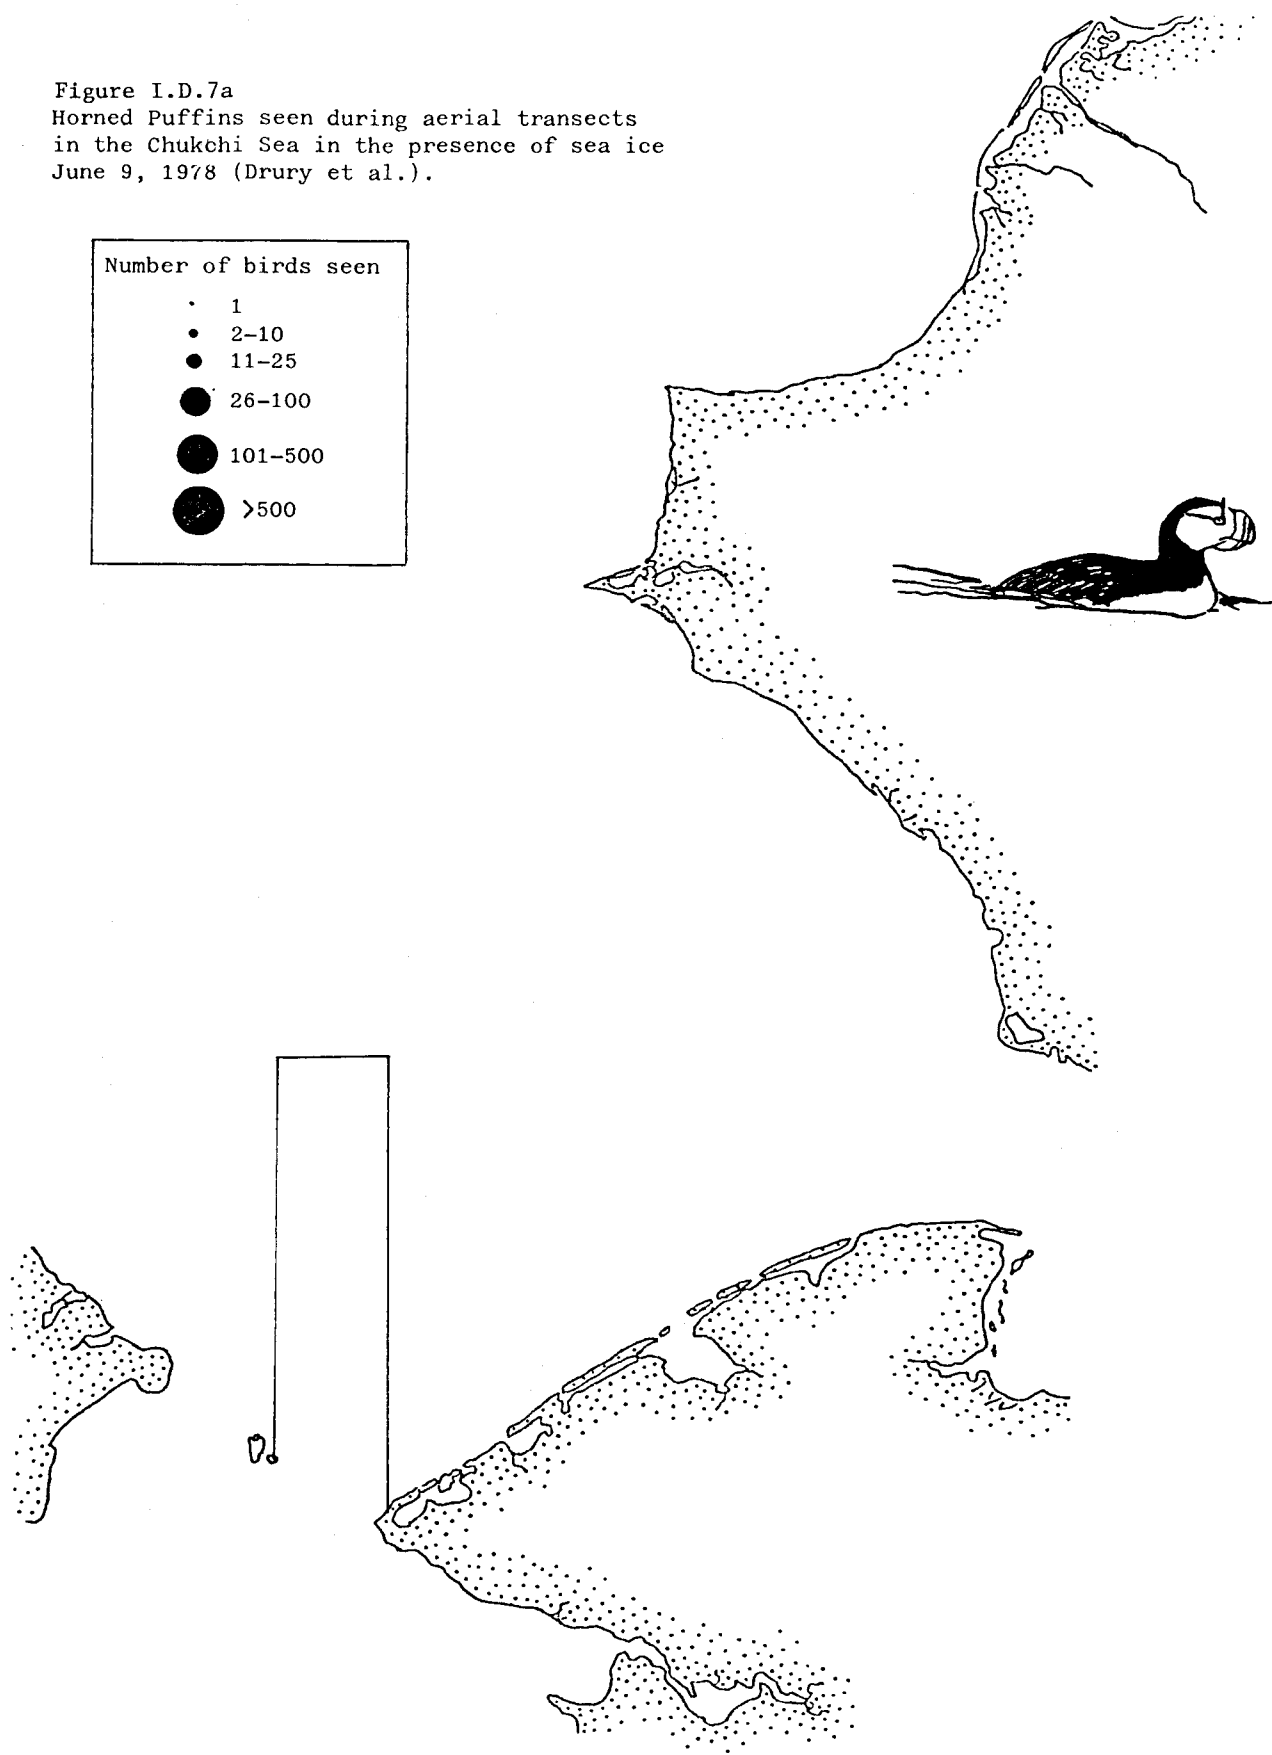 Figure I.D.7a
Horned Puffins seen during aerial transects
in the Chukchi Sea in the presence of sea ice
June 9, 1978 (Drury et al.).
Number of birds seen
1
2-10
11-25
26-100
101-500
>500